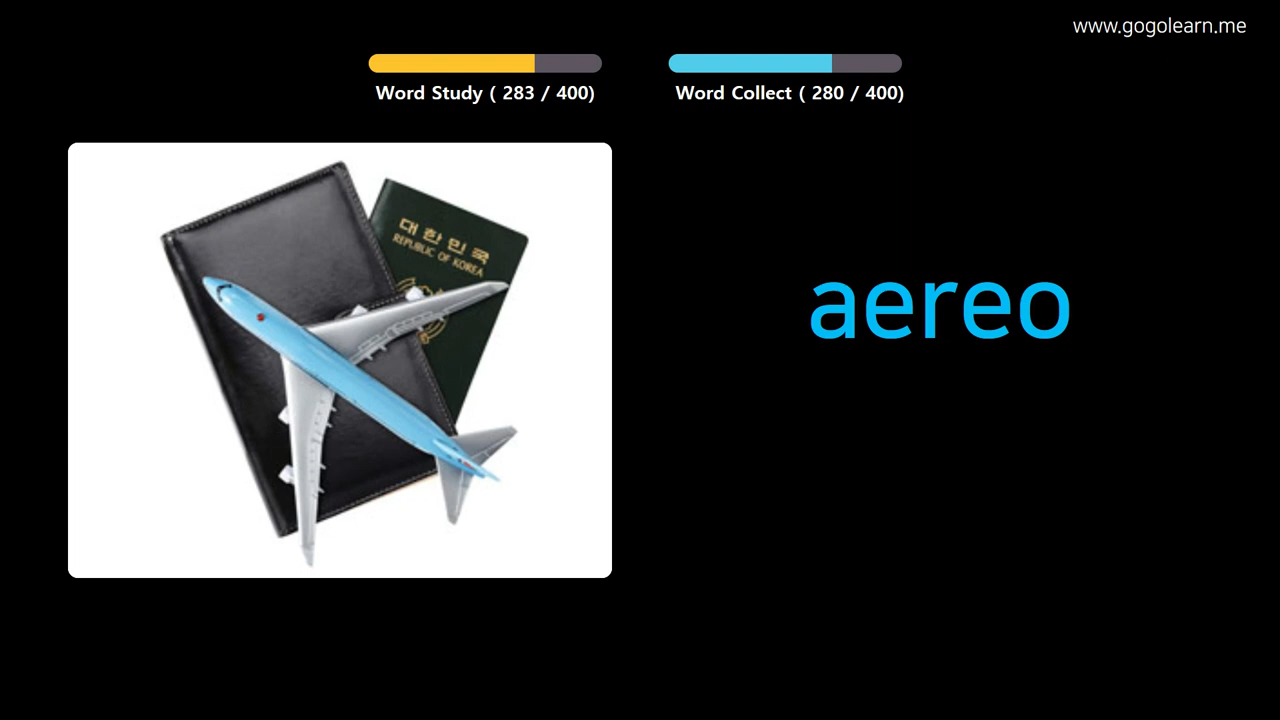 www.gogolearn.me
Word Study ( 283 / 400)
Word Collect ( 280 / 400)
대한민국
REPUBLIC OF KOREA
aereo